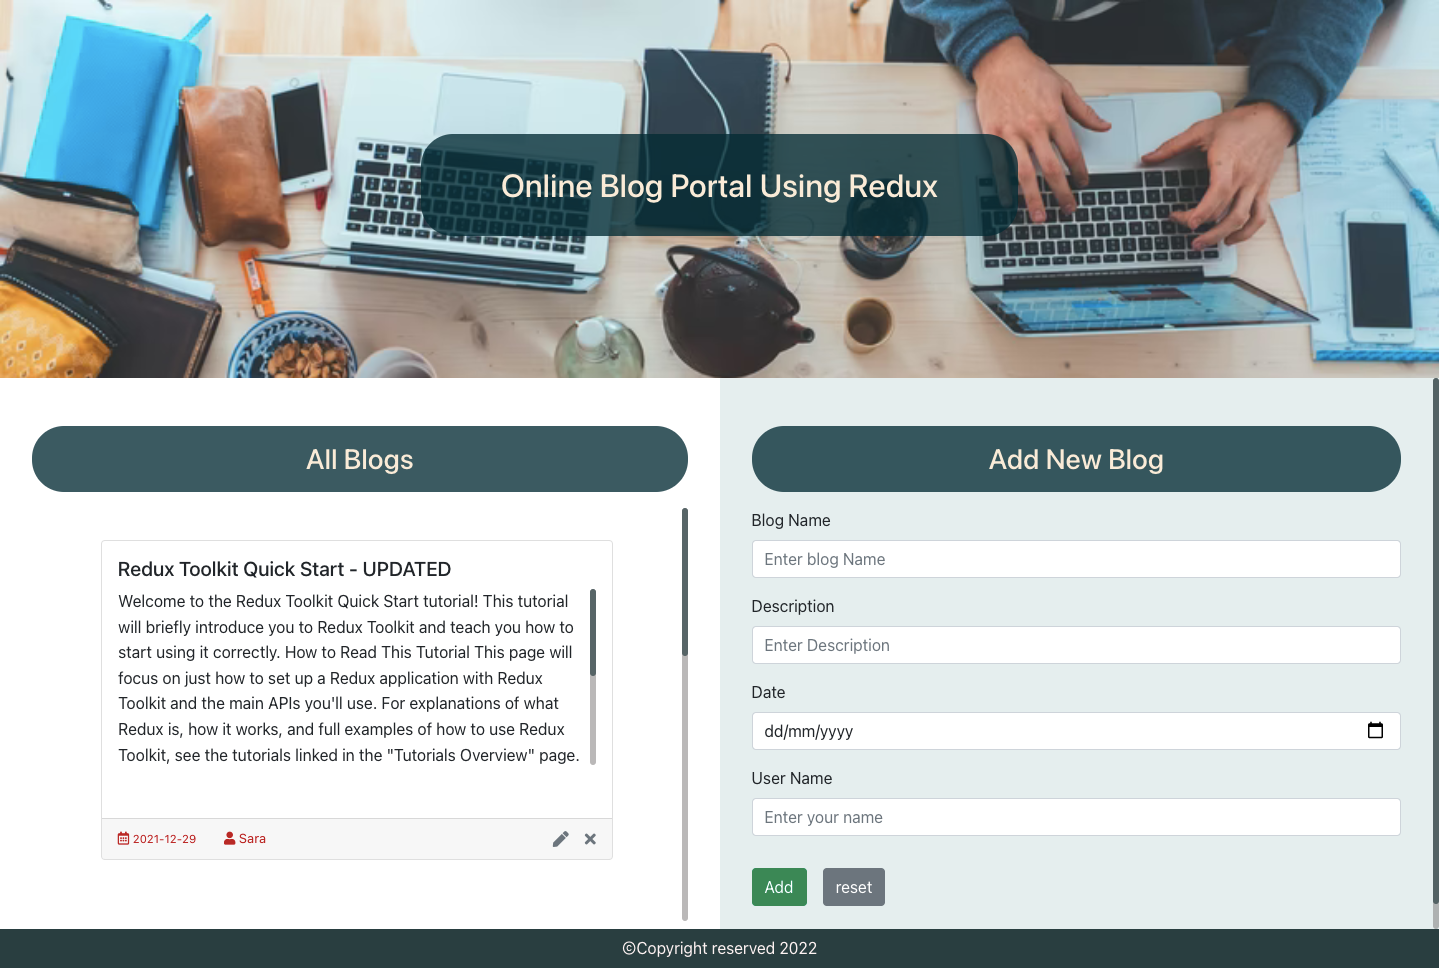 Online Blog Portal Using Redux
All Blogs
Redux Toolkit Quick Start - UPDATED
Welcome to the Redux Toolkit Quick Start tutorial! This tutorial
will briefly introduce you to Redux Toolkit and teach you how to
start using it correctly. How to Read This Tutorial This page will
focus on just how to set up a Redux application with Redux
Toolkit and the main APIs you'll use. For explanations of what
Redux is, how it works, and full examples of how to use Redux
Toolkit, see the tutorials linked in the "Tutorials Overview" page.
2021-12-29 Sara
Add New Blog
Blog Name
Enter blog Name
Description
Enter Description
Date
dd/mm/yyyy
User Name
Enter your name
Add reset
©Copyright reserved 2022